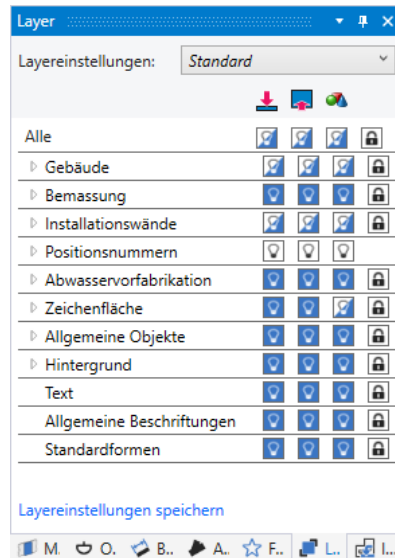 Layer
Layereinstellungen: Standard
Alle
Gebäude
Bemassung
Installationswände
Positionsnummern
Abwasservorfabrikation
Zeichenfläche
Allgemeine Objekte
Hintergrund
Text
Allgemeine Beschriftungen
Standardformen
Layereinstellungen speichern
M. O. B.. A.. F.. L.. I...